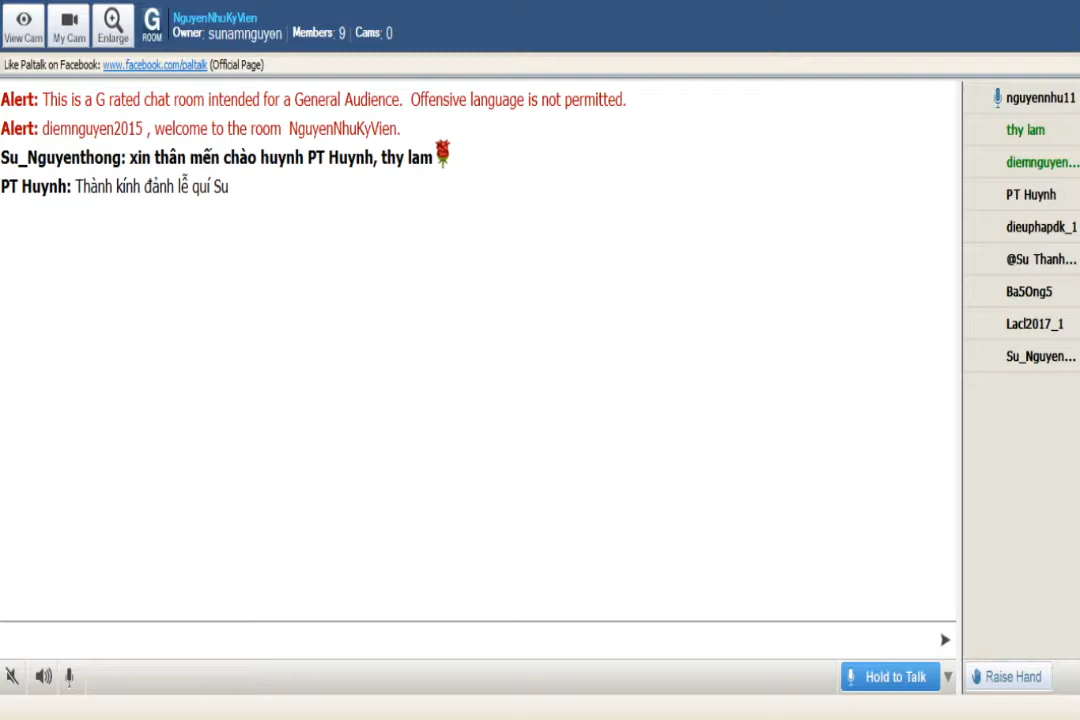 View Cam My Cam Enlarge G ROOM NguyenNhuKyVien
Owner: sunamnguyen Members: 9 Cams: 0
Like Paltalk on Facebook: www.facebook.com/paltalk (Official Page)
Alert: This is a G rated chat room intended for a General Audience. Offensive language is not permitted.
Alert: diemnguyen2015 , welcome to the room NguyenNhuKyVien.
Su_Nguyenthong: xin thân mến chào huynh PT Huynh, thy lam
PT Huynh: Thành kính đảnh lễ quí Su
nguyennhu11
thy lam
diemnguyen...
PT Huynh
dieuphapdk_1
@Su Thanh...
Ba5Ong5
Lacl2017_1
Su_Nguyen...
Hold to Talk
Raise Hand